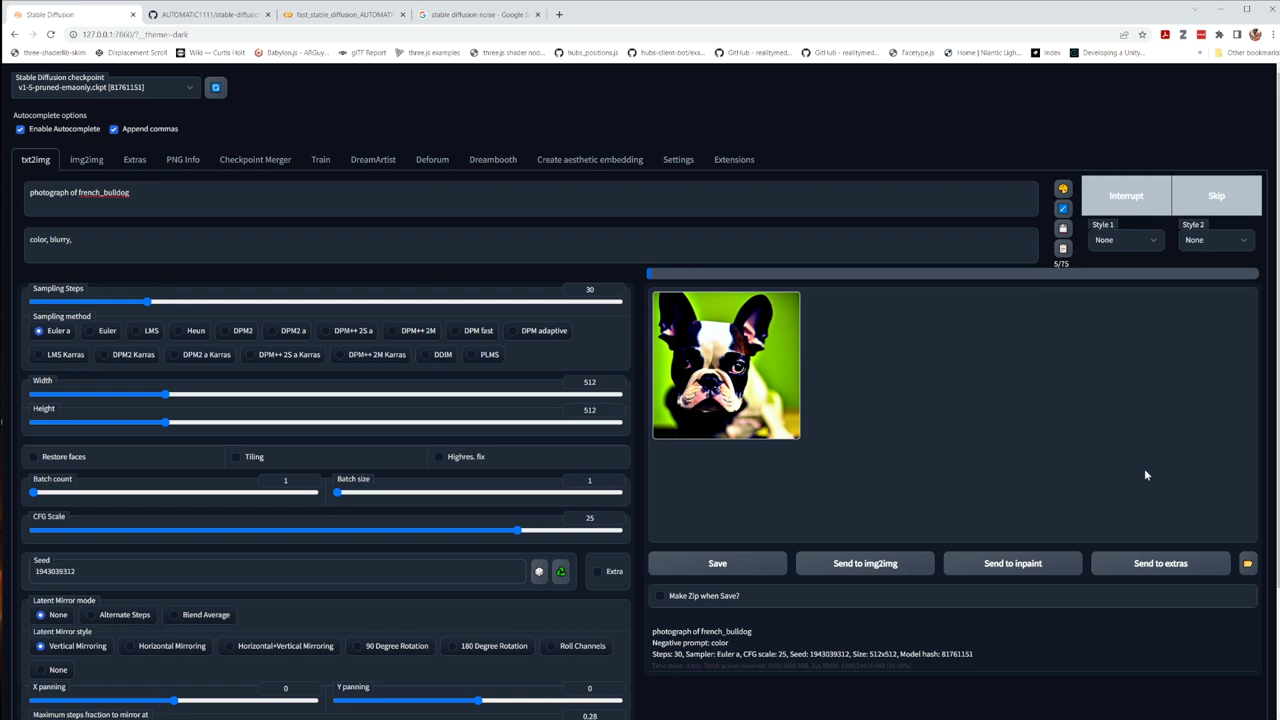 Stable Diffusion
AUTOMATIC1111/stable-diffusion
fast_stable_diffusion_AUTOMATI
stable diffusion noise - Google S
127.0.0.1:7860/?__theme=dark
three-shaderlib-skim
Displacement Scroll
Wiki — Curtis Holt
Babylon.js - ARGuy...
glTF Report
three.js examples
three.js shader nod...
hubs_positions.js
hubs-client-bot/exa...
GitHub - realitymed...
GitHub - realitymed...
Facetype.js
Home | Niantic Ligh...
Index
Developing a Unity...
»
Other bookmarks
Stable Diffusion checkpoint
v1-5-pruned-emaonly.ckpt [81761151]
Autocomplete options
Enable Autocomplete
Append commas
txt2img
img2img
Extras
PNG Info
Checkpoint Merger
Train
DreamArtist
Deforum
Dreambooth
Create aesthetic embedding
Settings
Extensions
photograph of french_bulldog
color, blurry,
Interrupt
Skip
Style 1
None
Style 2
None
5/75
Sampling Steps
30
Sampling method
Euler a
Euler
LMS
Heun
DPM2
DPM2 a
DPM++ 2S a
DPM++ 2M
DPM fast
DPM adaptive
LMS Karras
DPM2 Karras
DPM2 a Karras
DPM++ 2S a Karras
DPM++ 2M Karras
DDIM
PLMS
Width
512
Height
512
Restore faces
Tiling
Highres. fix
Batch count
1
Batch size
1
CFG Scale
25
Seed
1943039312
Extra
Latent Mirror mode
None
Alternate Steps
Blend Average
Latent Mirror style
Vertical Mirroring
Horizontal Mirroring
Horizontal+Vertical Mirroring
90 Degree Rotation
180 Degree Rotation
Roll Channels
None
X panning
0
Y panning
0
Maximum steps fraction to mirror at
0.28
Save
Send to img2img
Send to inpaint
Send to extras
Make Zip when Save?
photograph of french_bulldog
Negative prompt: color
Steps: 30, Sampler: Euler a, CFG scale: 25, Seed: 1943039312, Size: 512x512, Model hash: 81761151